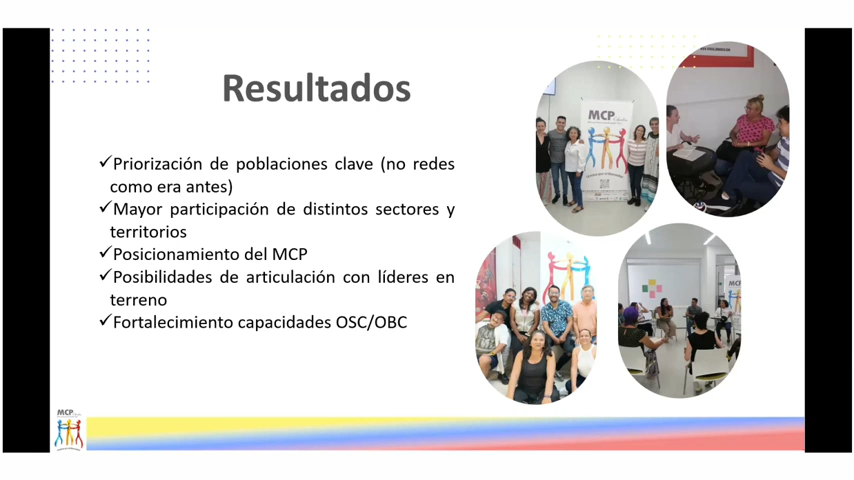 Resultados
✓Priorización de poblaciones clave (no redes
como era antes)
✓Mayor participación de distintos sectores y
territorios
✓Posicionamiento del MCP
✓Posibilidades de articulación con líderes en
terreno
✓Fortalecimiento capacidades OSC/OBC
MCP
MCP